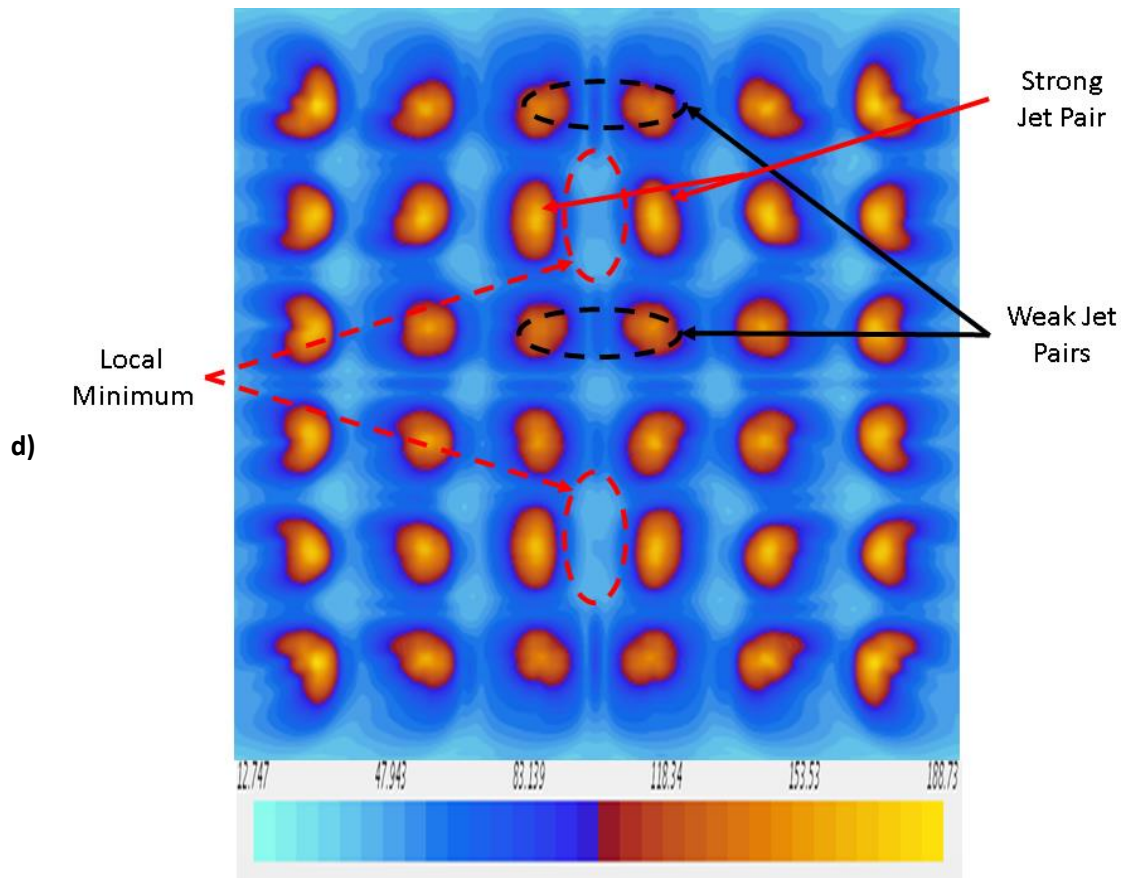 Strong
Jet Pair
Weak Jet
Pairs
Local
Minimum
d)
12.747 47.943 83.139 118.34 153.53 188.73